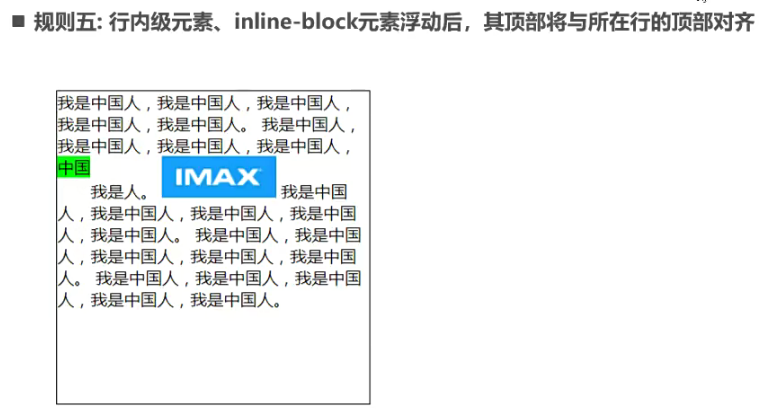 ■ 规则五: 行内级元素、inline-block元素浮动后，其顶部将与所在行的顶部对齐
我是中国人，我是中国人，我是中国人，
我是中国人，我是中国人。 我是中国人，
我是中国人，我是中国人，我是中国人，
中国
我是人。 IMAX 我是中国
人，我是中国人，我是中国人，我是中国
人，我是中国人。 我是中国人，我是中国
人，我是中国人，我是中国人，我是中国
人。 我是中国人，我是中国人，我是中国
人，我是中国人，我是中国人。